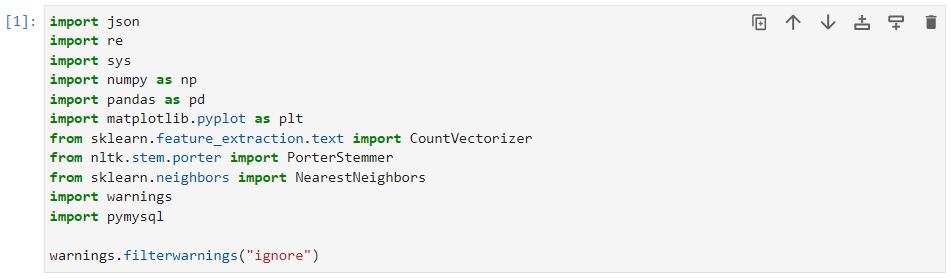 [1]: import json
import re
import sys
import numpy as np
import pandas as pd
import matplotlib.pyplot as plt
from sklearn.feature_extraction.text import CountVectorizer
from nltk.stem.porter import PorterStemmer
from sklearn.neighbors import NearestNeighbors
import warnings
import pymysql

warnings.filterwarnings("ignore")